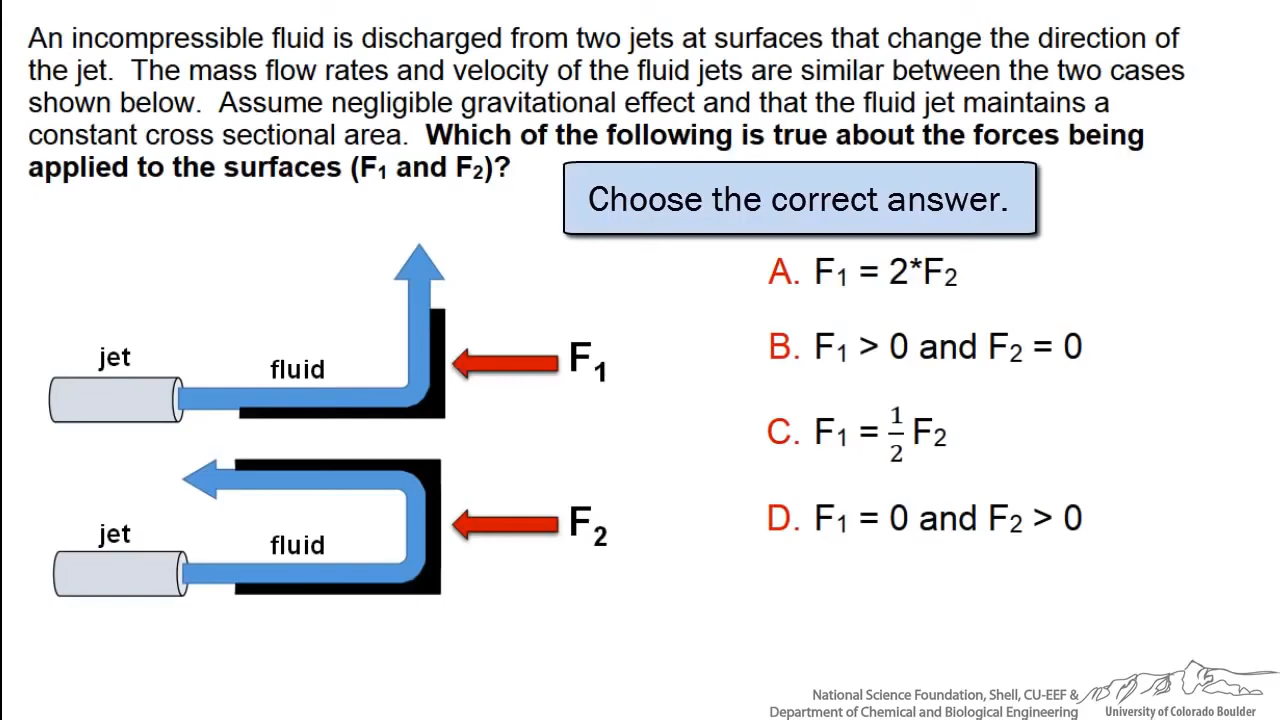 An incompressible fluid is discharged from two jets at surfaces that change the direction of
the jet.  The mass flow rates and velocity of the fluid jets are similar between the two cases
shown below.  Assume negligible gravitational effect and that the fluid jet maintains a
constant cross sectional area.  Which of the following is true about the forces being
applied to the surfaces (F₁ and F₂)?
Choose the correct answer.
A. F₁ = 2*F₂
B. F₁ > 0 and F₂ = 0
C. F₁ = 1/2 F₂
D. F₁ = 0 and F₂ > 0
jet
fluid
F₁
jet
fluid
F₂
National Science Foundation, Shell, CU-EEF &
Department of Chemical and Biological Engineering
University of Colorado Boulder